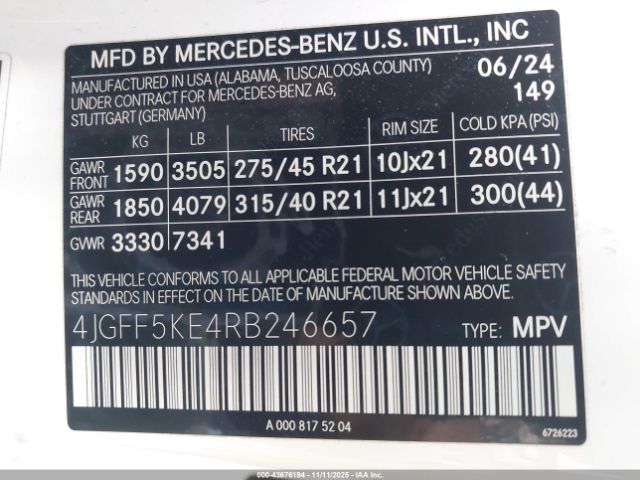 MFD BY MERCEDES-BENZ U.S. INTL., INC
MANUFACTURED IN USA (ALABAMA, TUSCALOOSA COUNTY) 06/24
UNDER CONTRACT FOR MERCEDES-BENZ AG, 149
STUTTGART (GERMANY)
KG LB TIRES RIM SIZE COLD KPA (PSI)
GAWR FRONT 1590 3505 275/45 R21 10Jx21 280(41)
GAWR REAR 1850 4079 315/40 R21 11Jx21 300(44)
GVWR 3330 7341
THIS VEHICLE CONFORMS TO ALL APPLICABLE FEDERAL MOTOR VEHICLE SAFETY
STANDARDS IN EFFECT ON THE DATE OF MANUFACTURE SHOWN ABOVE.
4JGFF5KE4RB246657 TYPE: MPV
A 000 817 52 04
6726223
000-43676194 - 11/11/2025 - IAAI.COM